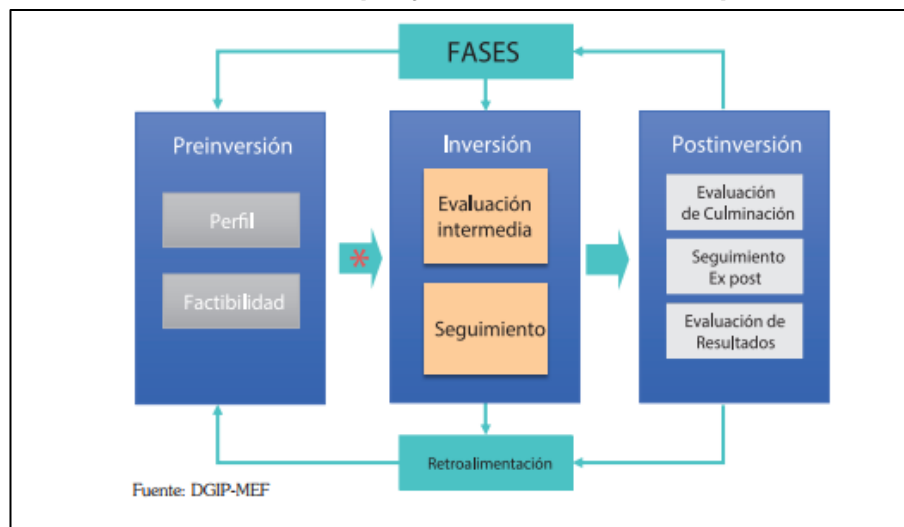 FASES
Preinversión
Perfil
Factibilidad
*
Inversión
Evaluación
intermedia
Seguimiento
Postinversión
Evaluación
de Culminación
Seguimiento
Ex post
Evaluación de
Resultados
Retroalimentación
Fuente: DGIP-MEF